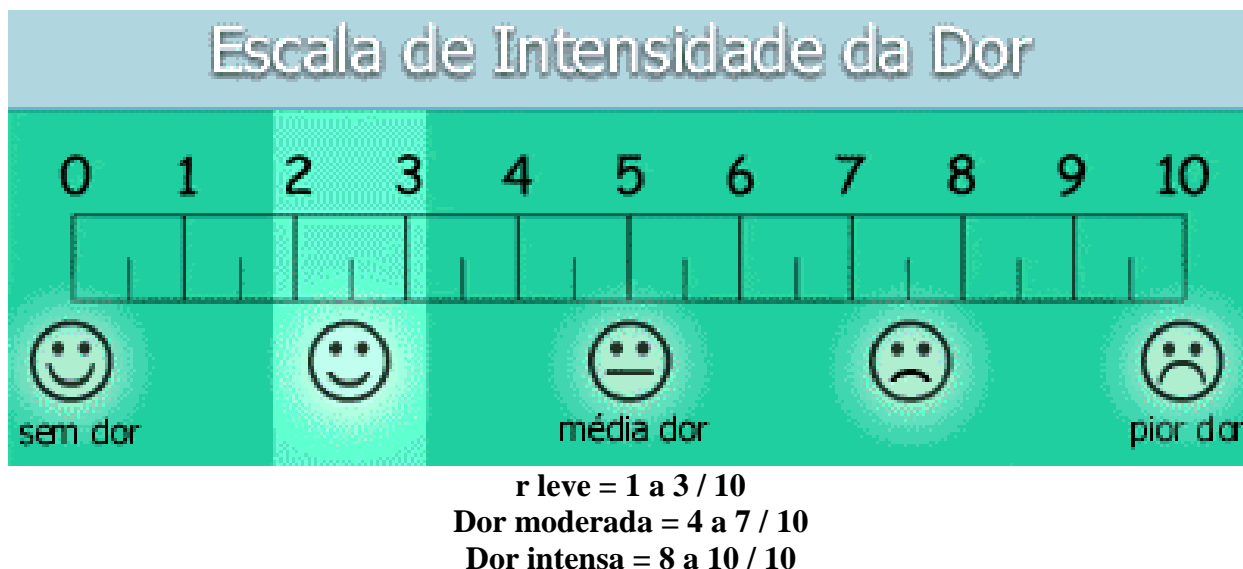 Escala de Intensidade da Dor
0 1 2 3 4 5 6 7 8 9 10
sem dor média dor pior dor
r leve = 1 a 3 / 10
Dor moderada = 4 a 7 / 10
Dor intensa = 8 a 10 / 10